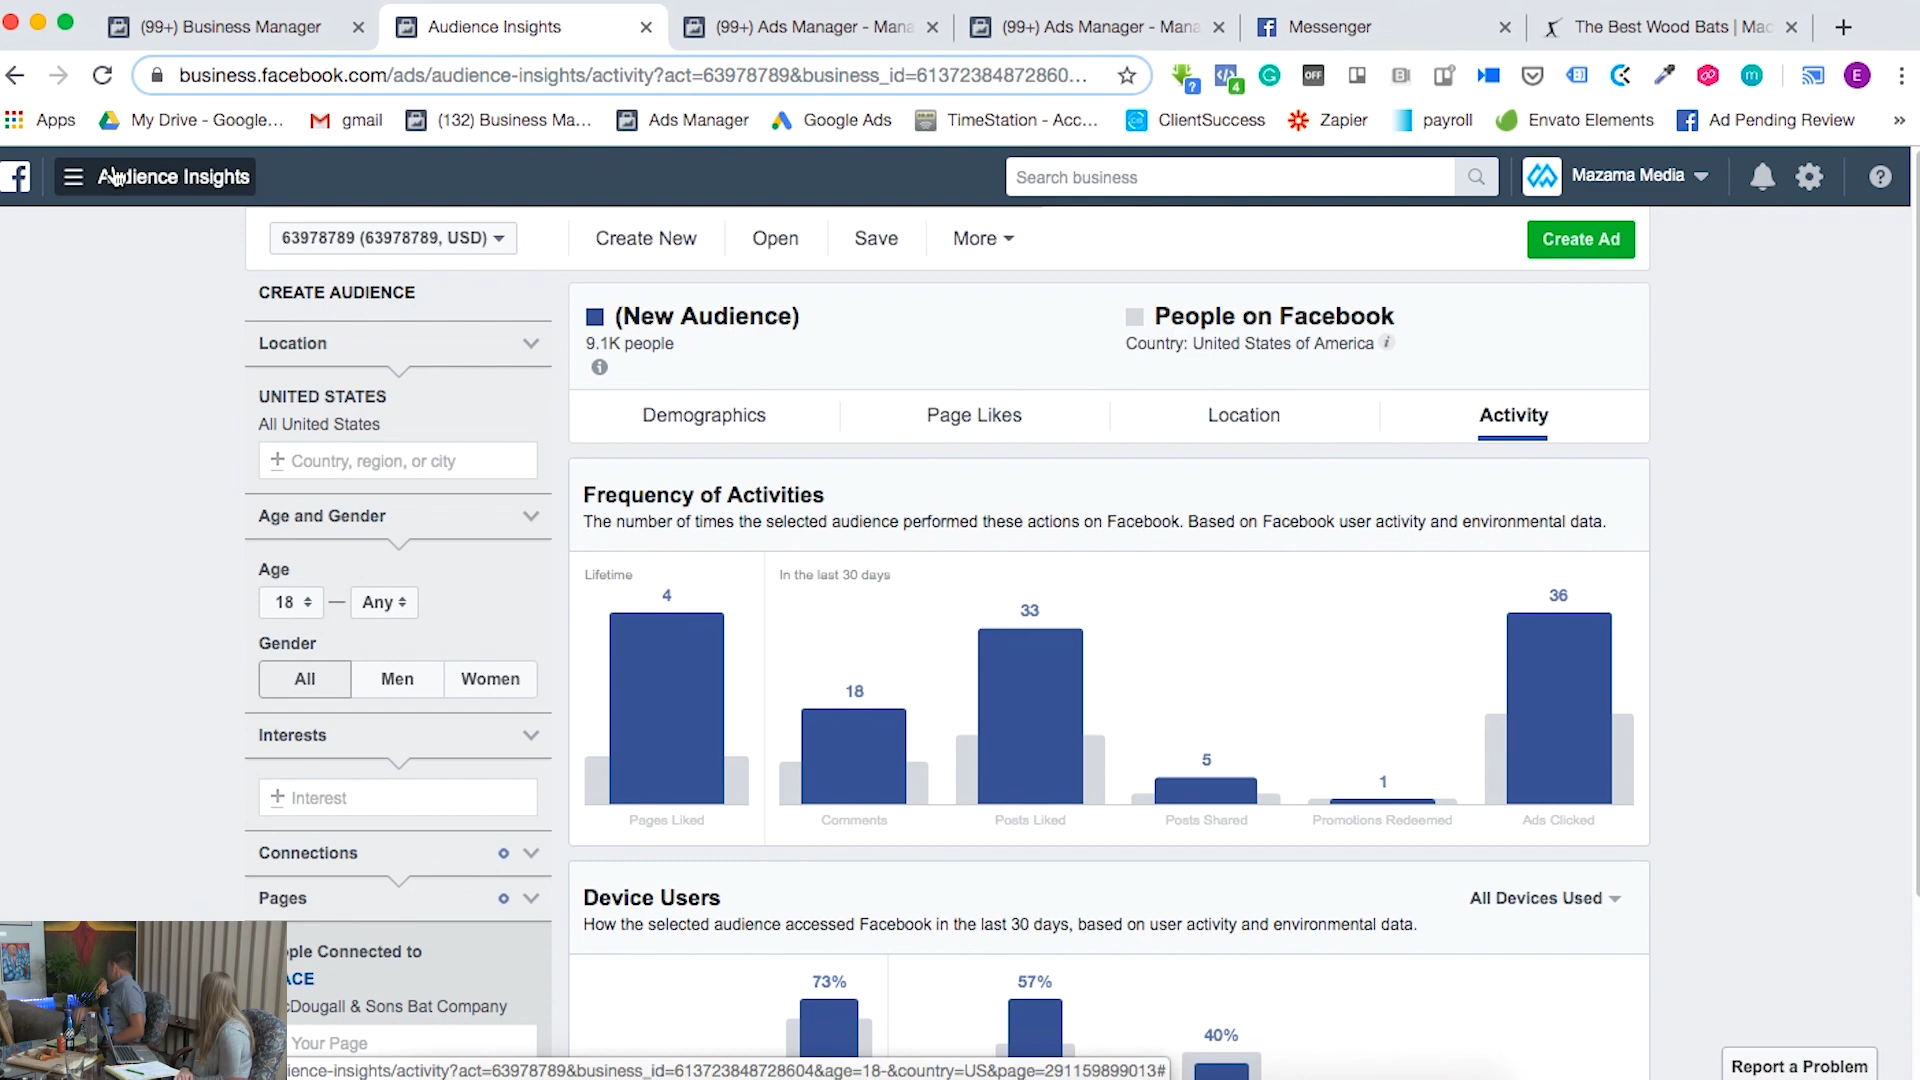 (99+) Business Manager
Audience Insights
(99+) Ads Manager - Mana
(99+) Ads Manager - Mana
Messenger
The Best Wood Bats | Mac
business.facebook.com/ads/audience-insights/activity?act=63978789&business_id=61372384872860...
Apps
My Drive - Google...
gmail
(132) Business Ma...
Ads Manager
Google Ads
TimeStation - Acc...
ClientSuccess
Zapier
payroll
Envato Elements
Ad Pending Review
Audience Insights
Search business
Mazama Media
63978789 (63978789, USD)
Create New
Open
Save
More
Create Ad
CREATE AUDIENCE
Location
UNITED STATES
All United States
Country, region, or city
Age and Gender
Age
18 — Any
Gender
All
Men
Women
Interests
Interest
Connections
Pages
ple Connected to
ACE
cDougall & Sons Bat Company
Your Page
(New Audience)
9.1K people
People on Facebook
Country: United States of America
Demographics
Page Likes
Location
Activity
Frequency of Activities
The number of times the selected audience performed these actions on Facebook. Based on Facebook user activity and environmental data.
Lifetime
In the last 30 days
4
18
33
5
1
36
Pages Liked
Comments
Posts Liked
Posts Shared
Promotions Redeemed
Ads Clicked
Device Users
All Devices Used
How the selected audience accessed Facebook in the last 30 days, based on user activity and environmental data.
73%
57%
40%
ience-insights/activity?act=63978789&business_id=613723848728604&age=18-&country=US&page=291159899013#
Report a Problem